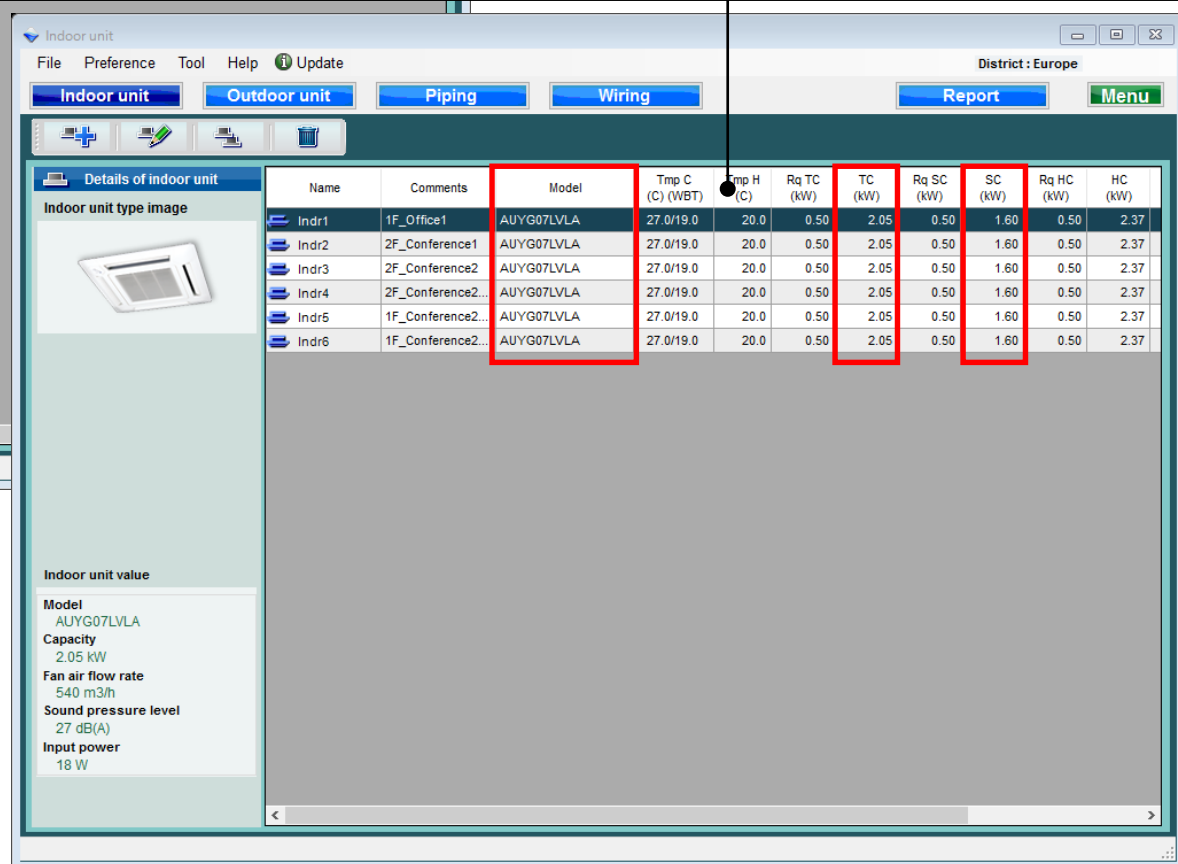 Indoor unit
File Preference Tool Help Update District : Europe
Indoor unit Outdoor unit Piping Wiring Report Menu
Details of indoor unit
Indoor unit type image
Name Comments Model Tmp C (C) (WBT) Tmp H (C) Rq TC (kW) TC (kW) Rq SC (kW) SC (kW) Rq HC (kW) HC (kW)
Indr1 1F_Office1 AUYG07LVLA 27.0/19.0 20.0 0.50 2.05 0.50 1.60 0.50 2.37
Indr2 2F_Conference1 AUYG07LVLA 27.0/19.0 20.0 0.50 2.05 0.50 1.60 0.50 2.37
Indr3 2F_Conference2 AUYG07LVLA 27.0/19.0 20.0 0.50 2.05 0.50 1.60 0.50 2.37
Indr4 2F_Conference2... AUYG07LVLA 27.0/19.0 20.0 0.50 2.05 0.50 1.60 0.50 2.37
Indr5 1F_Conference2... AUYG07LVLA 27.0/19.0 20.0 0.50 2.05 0.50 1.60 0.50 2.37
Indr6 1F_Conference2... AUYG07LVLA 27.0/19.0 20.0 0.50 2.05 0.50 1.60 0.50 2.37
Indoor unit value
Model
AUYG07LVLA
Capacity
2.05 kW
Fan air flow rate
540 m3/h
Sound pressure level
27 dB(A)
Input power
18 W